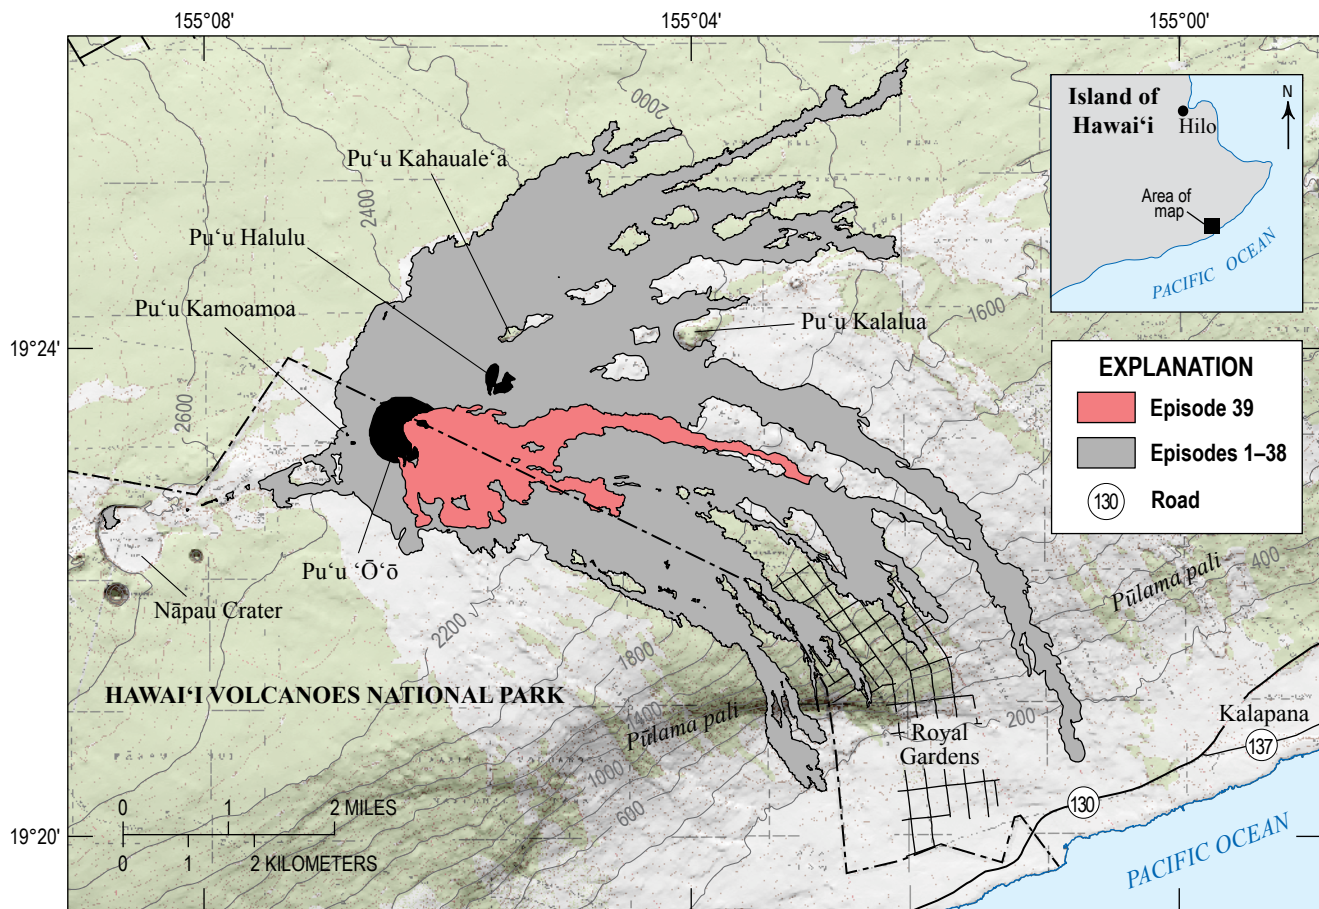 155°08'
155°04'
155°00'
2000
Island of
Hawai‘i
N
Hilo
Area of
map
PACIFIC OCEAN
Pu‘u Kahauale‘a
2400
Pu‘u Halulu
Pu‘u Kamoamoa
Pu‘u Kalalua
1600
19°24'
2600
EXPLANATION
Episode 39
Episodes 1–38
130
Road
Pu‘u ‘Ō‘ō
Nāpau Crater
2200
1800
400
Pūlama pali
HAWAI‘I VOLCANOES NATIONAL PARK
1400
Pūlama pali
200
Royal
Gardens
Kalapana
137
1000
600
130
0
1
2 MILES
0
1
2 KILOMETERS
19°20'
PACIFIC OCEAN